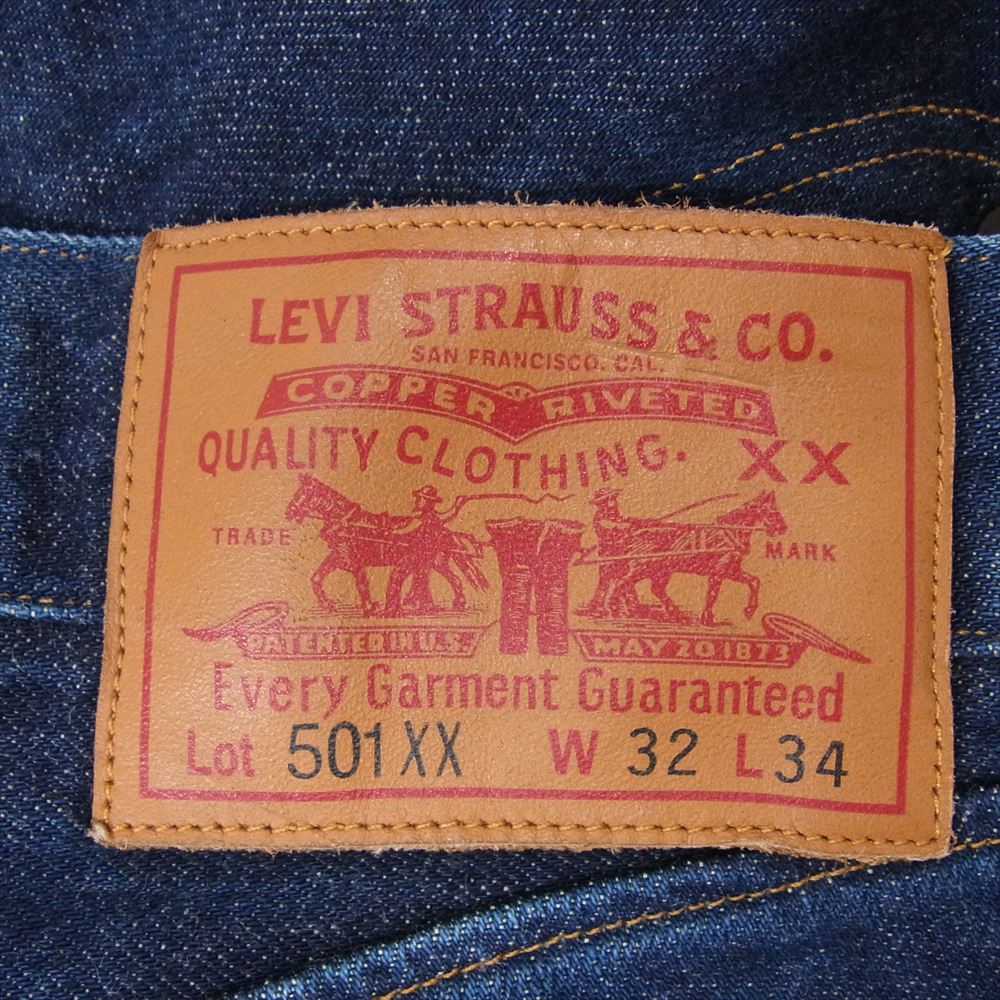 LEVI STRAUSS & CO.
SAN FRANCISCO. CAL.
COPPER RIVETED
QUALITY CLOTHING. XX
TRADE MARK
PATENTED IN U.S. MAY 20 1873
Every Garment Guaranteed
Lot 501XX W 32 L 34